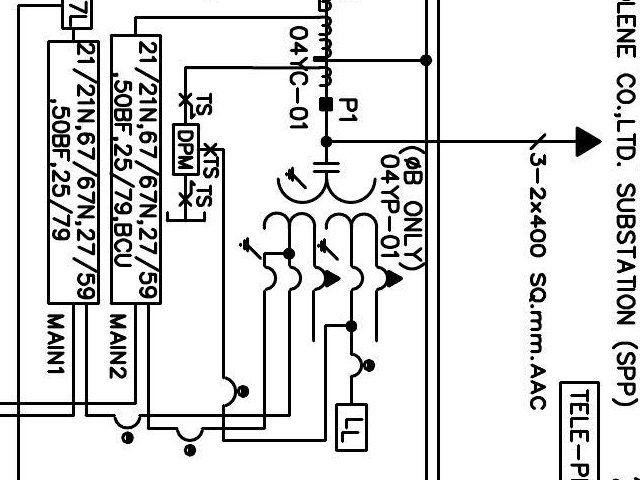 LENE CO.,LTD. SUBSTATION (SPP)
TELE-P
3-2x400 SQ.mm.AAC
P1
(ØB ONLY)
04YP-01
04YC-01
TS
DPM
TS
TS
21/21N,67/67N,27/59
,50BF,25/79,BCU
MAIN2
7L
21/21N,67/67N,27/59
,50BF,25/79
MAIN1
LL